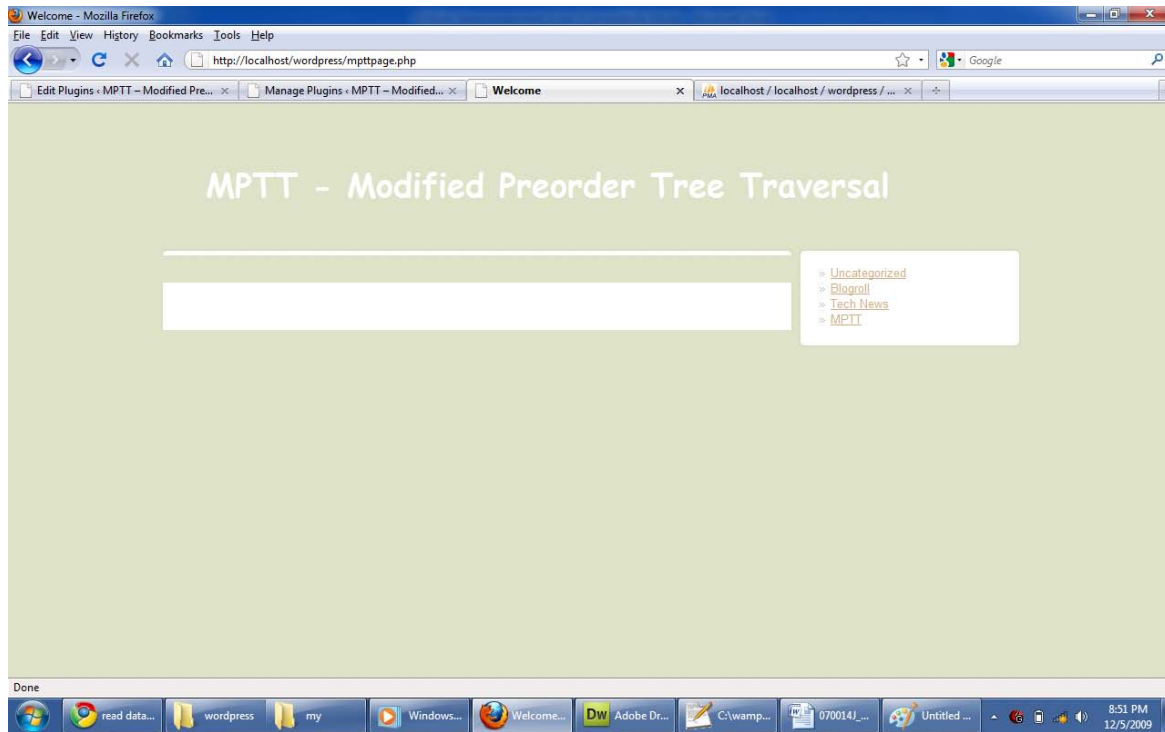 Welcome - Mozilla Firefox
File Edit View History Bookmarks Tools Help
http://localhost/wordpress/mpttpage.php
Google
Edit Plugins ‹ MPTT – Modified Pre...
Manage Plugins ‹ MPTT – Modified...
Welcome
localhost / localhost / wordpress / ...
MPTT - Modified Preorder Tree Traversal
» Uncategorized
» Blogroll
» Tech News
» MPTT
Done
read data...
wordpress
my
Windows...
Welcome...
Dw Adobe Dr...
C:\wamp...
070014J_...
Untitled ...
8:51 PM
12/5/2009